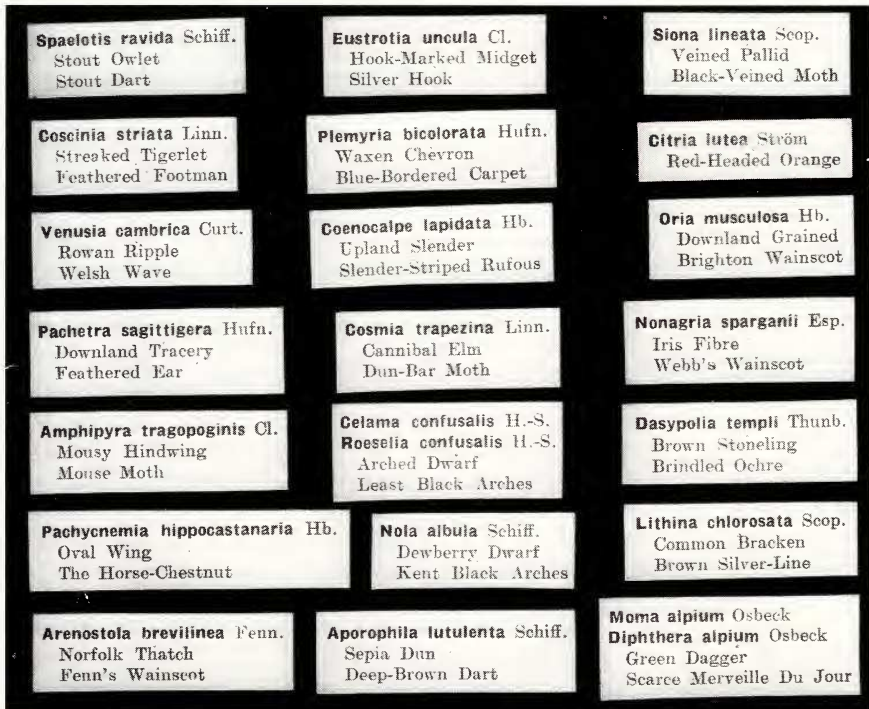 Spaelotis ravida Schiff.
Stout Owlet
Stout Dart
Eustrotia uncula Cl.
Hook-Marked Midget
Silver Hook
Siona lineata Scop.
Veined Pallid
Black-Veined Moth
Coscinia striata Linn.
Streaked Tigerlet
Feathered Footman
Plemyria bicolorata Hufn.
Waxen Chevron
Blue-Bordered Carpet
Citria lutea Ström
Red-Headed Orange
Venusia cambrica Curt.
Rowan Ripple
Welsh Wave
Coenocalpe lapidata Hb.
Upland Slender
Slender-Striped Rufous
Oria musculosa Hb.
Downland Grained
Brighton Wainscot
Pachetra sagittigera Hufn.
Downland Tracery
Feathered Ear
Cosmia trapezina Linn.
Cannibal Elm
Dun-Bar Moth
Nonagria sparganii Esp.
Iris Fibre
Webb's Wainscot
Amphipyra tragopoginis Cl.
Mousy Hindwing
Mouse Moth
Celama confusalis H.-S.
Roeselia confusalis H.-S.
Arched Dwarf
Least Black Arches
Dasypolia templi Thunb.
Brown Stoneling
Brindled Ochre
Pachycnemia hippocastanaria Hb.
Oval Wing
The Horse-Chestnut
Nola albula Schiff.
Dewberry Dwarf
Kent Black Arches
Lithina chlorosata Scop.
Common Bracken
Brown Silver-Line
Arenostola brevilinea Fenn.
Norfolk Thatch
Fenn's Wainscot
Aporophila lutulenta Schiff.
Sepia Dun
Deep-Brown Dart
Moma alpium Osbeck
Diphthera alpium Osbeck
Green Dagger
Scarce Merveille Du Jour